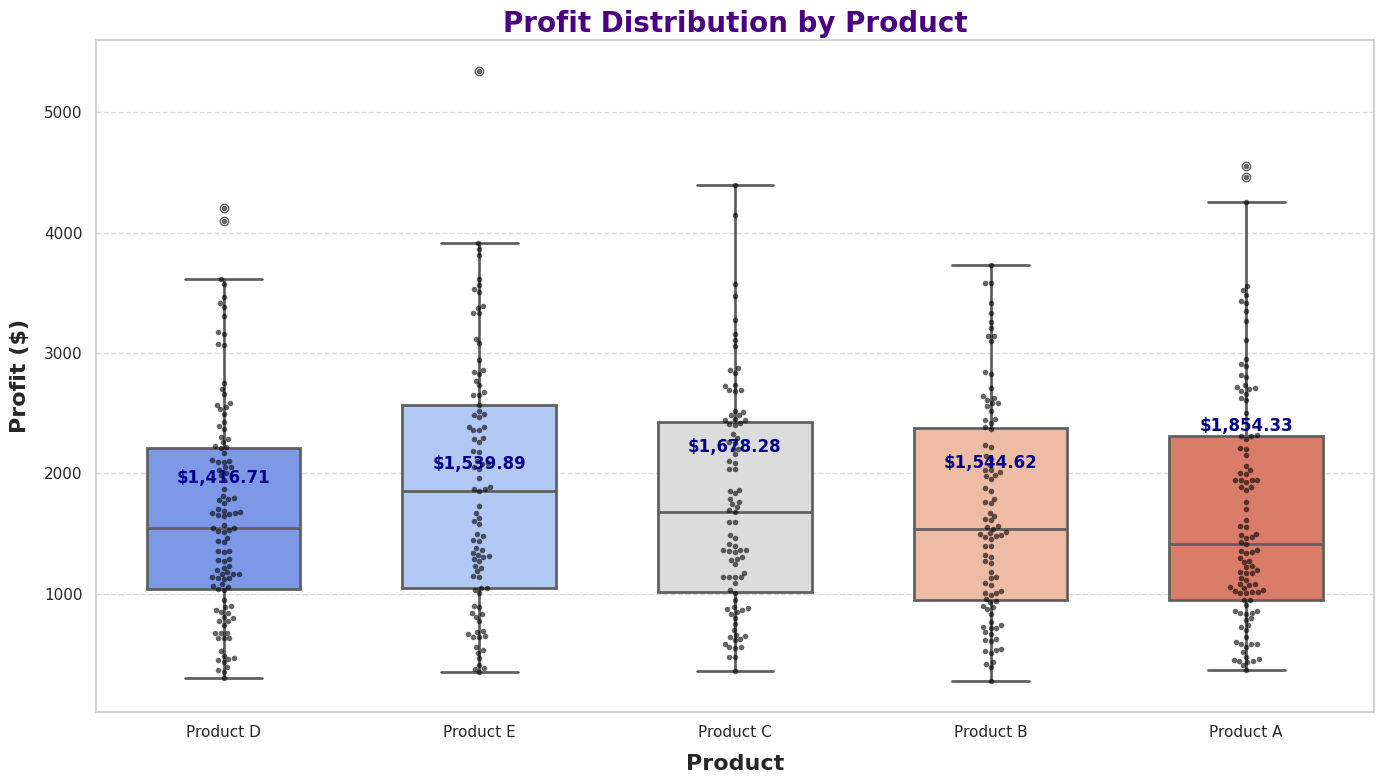 Profit Distribution by Product
Profit ($)
5000
4000
3000
2000
1000
$1,416.71
$1,539.89
$1,678.28
$1,544.62
$1,854.33
Product D
Product E
Product C
Product B
Product A
Product